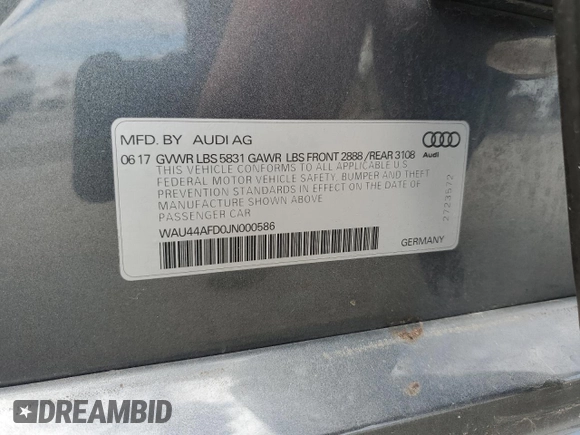 MFD. BY AUDI AG
06 17 GVWR LBS 5831 GAWR LBS FRONT 2888 /REAR 3108
Audi
THIS VEHICLE CONFORMS TO ALL APPLICABLE U.S.
FEDERAL MOTOR VEHICLE SAFETY, BUMPER AND THEFT
PREVENTION STANDARDS IN EFFECT ON THE DATE OF
MANUFACTURE SHOWN ABOVE
PASSENGER CAR
2723572
WAU44AFD0JN000586
GERMANY
DREAMBID